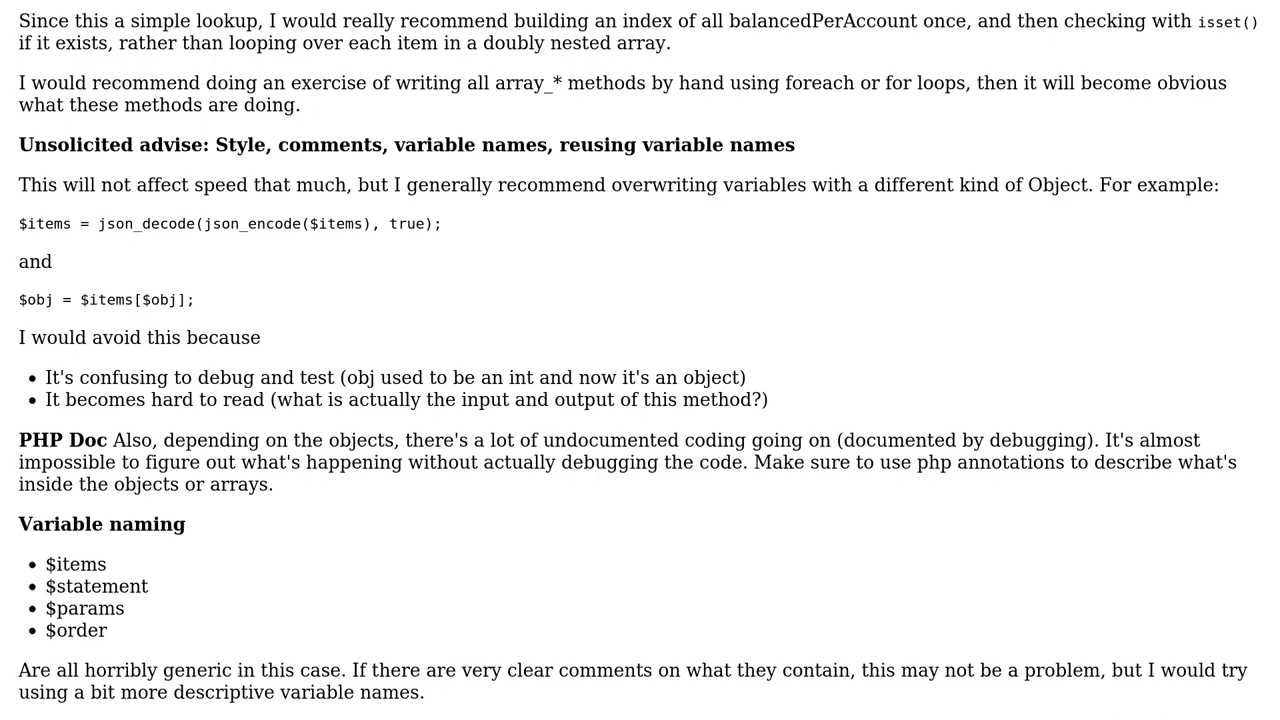 Since this a simple lookup, I would really recommend building an index of all balancedPerAccount once, and then checking with isset()
if it exists, rather than looping over each item in a doubly nested array.
I would recommend doing an exercise of writing all array_* methods by hand using foreach or for loops, then it will become obvious
what these methods are doing.
Unsolicited advise: Style, comments, variable names, reusing variable names
This will not affect speed that much, but I generally recommend overwriting variables with a different kind of Object. For example:
$items = json_decode(json_encode($items), true);
and
$obj = $items[$obj];
I would avoid this because
• It's confusing to debug and test (obj used to be an int and now it's an object)
• It becomes hard to read (what is actually the input and output of this method?)
PHP Doc Also, depending on the objects, there's a lot of undocumented coding going on (documented by debugging). It's almost
impossible to figure out what's happening without actually debugging the code. Make sure to use php annotations to describe what's
inside the objects or arrays.
Variable naming
• $items
• $statement
• $params
• $order
Are all horribly generic in this case. If there are very clear comments on what they contain, this may not be a problem, but I would try
using a bit more descriptive variable names.